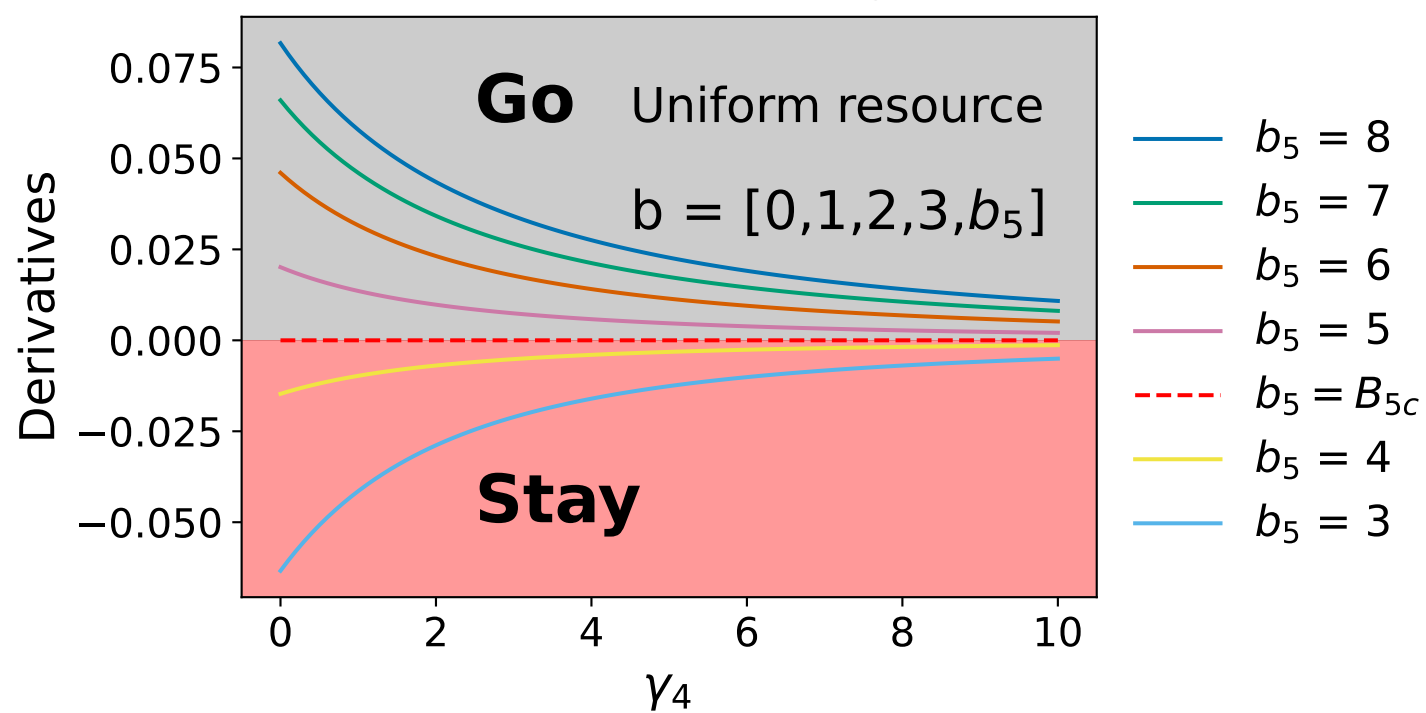 Derivatives
0.075
0.050
0.025
0.000
−0.025
−0.050
Go
Uniform resource
b = [0,1,2,3,b₅]
Stay
0 2 4 6 8 10
γ₄
b₅ = 8
b₅ = 7
b₅ = 6
b₅ = 5
b₅ = B₅c
b₅ = 4
b₅ = 3